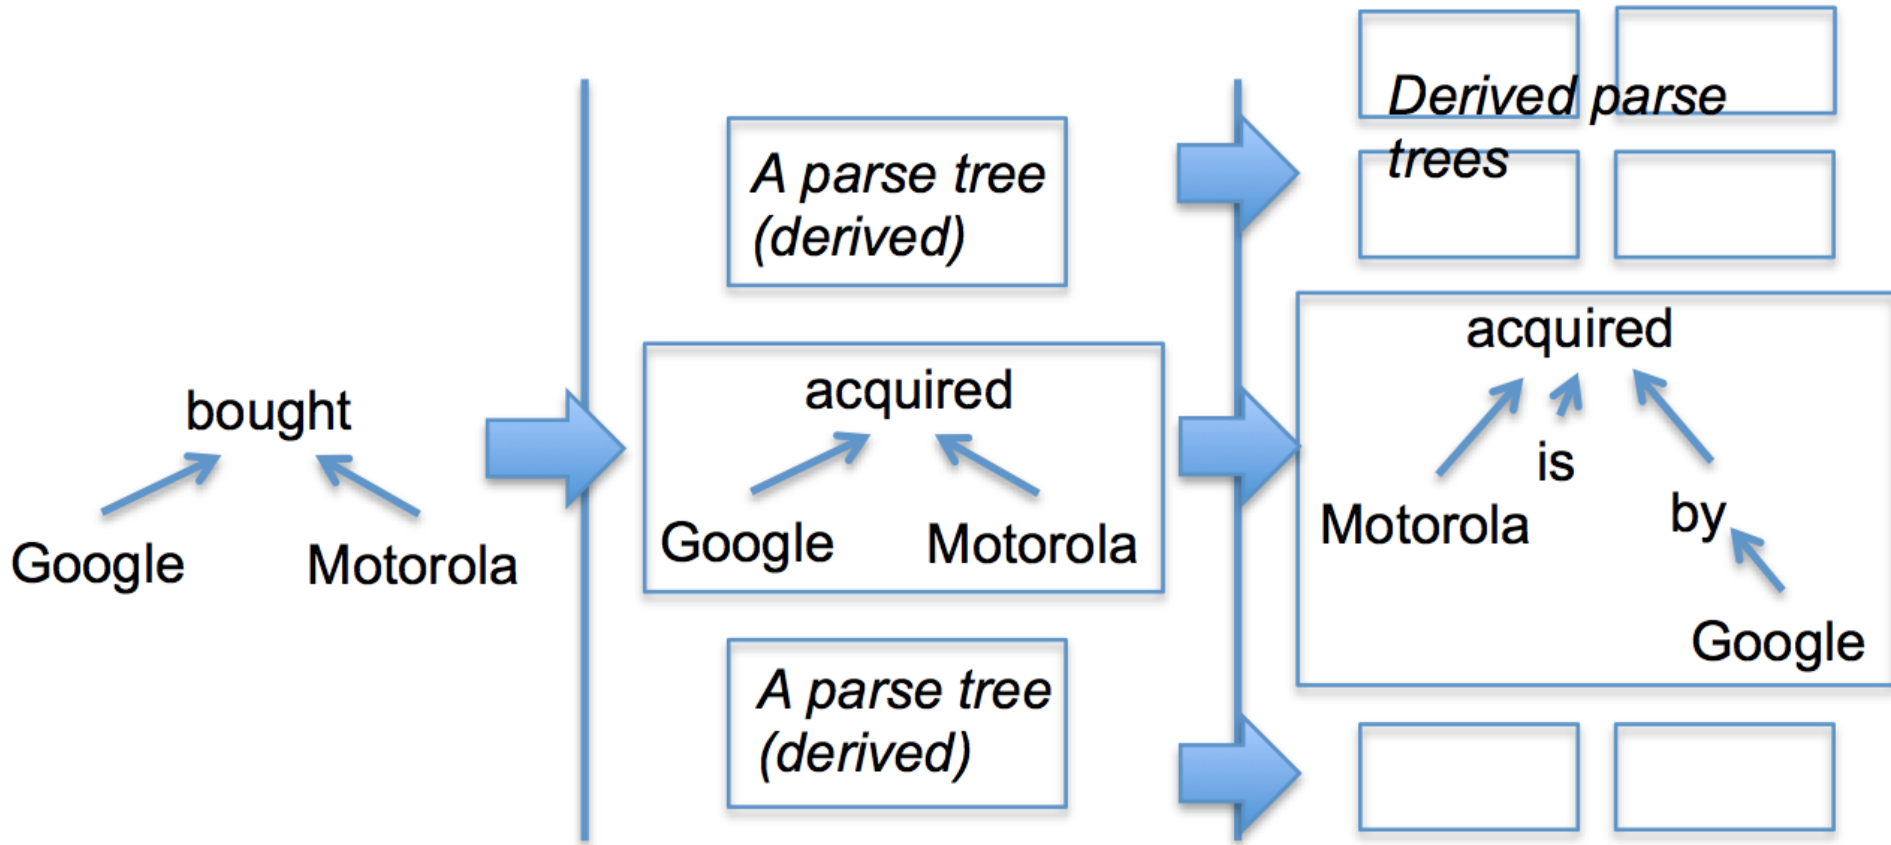 bought
Google
Motorola
A parse tree
(derived)
acquired
Google
Motorola
A parse tree
(derived)
Derived parse
trees
acquired
is
Motorola
by
Google